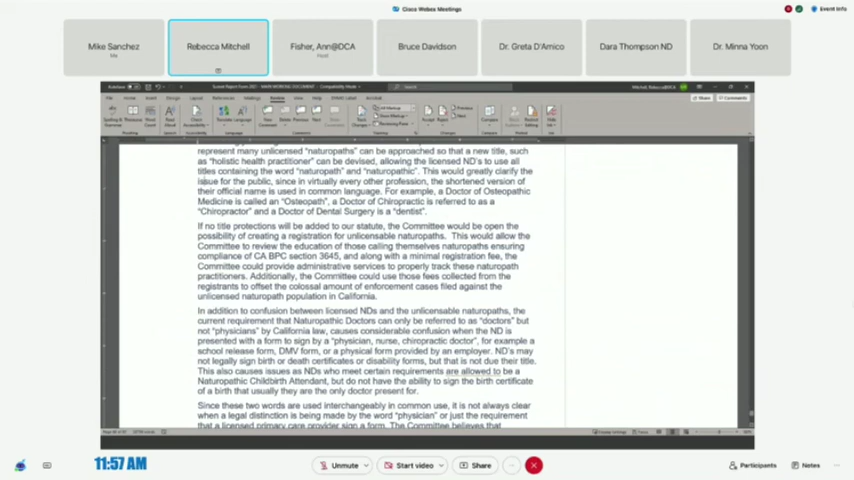 Cisco Webex Meetings
Event Info
Mike Sanchez
Me
Rebecca Mitchell
Fisher, Ann@DCA
Host
Bruce Davidson
Dr. Greta D'Amico
Dara Thompson ND
Dr. Minna Yoon
represent many unlicensed "naturopaths" can be approached so that a new title, such
as "holistic health practitioner" can be devised, allowing the licensed ND's to use all
titles containing the word "naturopath" and "naturopathic". This would greatly clarify the
issue for the public, since in virtually every other profession, the shortened version of
their official name is used in common language. For example, a Doctor of Osteopathic
Medicine is called an "Osteopath", a Doctor of Chiropractic is referred to as a
"Chiropractor" and a Doctor of Dental Surgery is a "dentist".
If no title protections will be added to our statute, the Committee would be open the
possibility of creating a registration for unlicensable naturopaths. This would allow the
Committee to review the education of those calling themselves naturopaths ensuring
compliance of CA BPC section 3645, and along with a minimal registration fee, the
Committee could provide administrative services to properly track these naturopath
practitioners. Additionally, the Committee could use those fees collected from the
registrants to offset the colossal amount of enforcement cases filed against the
unlicensed naturopath population in California.
In addition to confusion between licensed NDs and the unlicensable naturopaths, the
current requirement that Naturopathic Doctors can only be referred to as "doctors" but
not "physicians" by California law, causes considerable confusion when the ND is
presented with a form to sign by a "physician, nurse, chiropractic doctor", for example a
school release form, DMV form, or a physical form provided by an employer. ND's may
not legally sign birth or death certificates or disability forms, but that is not due their title.
This also causes issues as NDs who meet certain requirements are allowed to be a
Naturopathic Childbirth Attendant, but do not have the ability to sign the birth certificate
of a birth that usually they are the only doctor present for.
Since these two words are used interchangeably in common use, it is not always clear
when a legal distinction is being made by the word "physician" or just the requirement
that a licensed primary care provider sign a form. The Committee believes that
11:57 AM
Unmute
Start video
Share
Participants
Notes